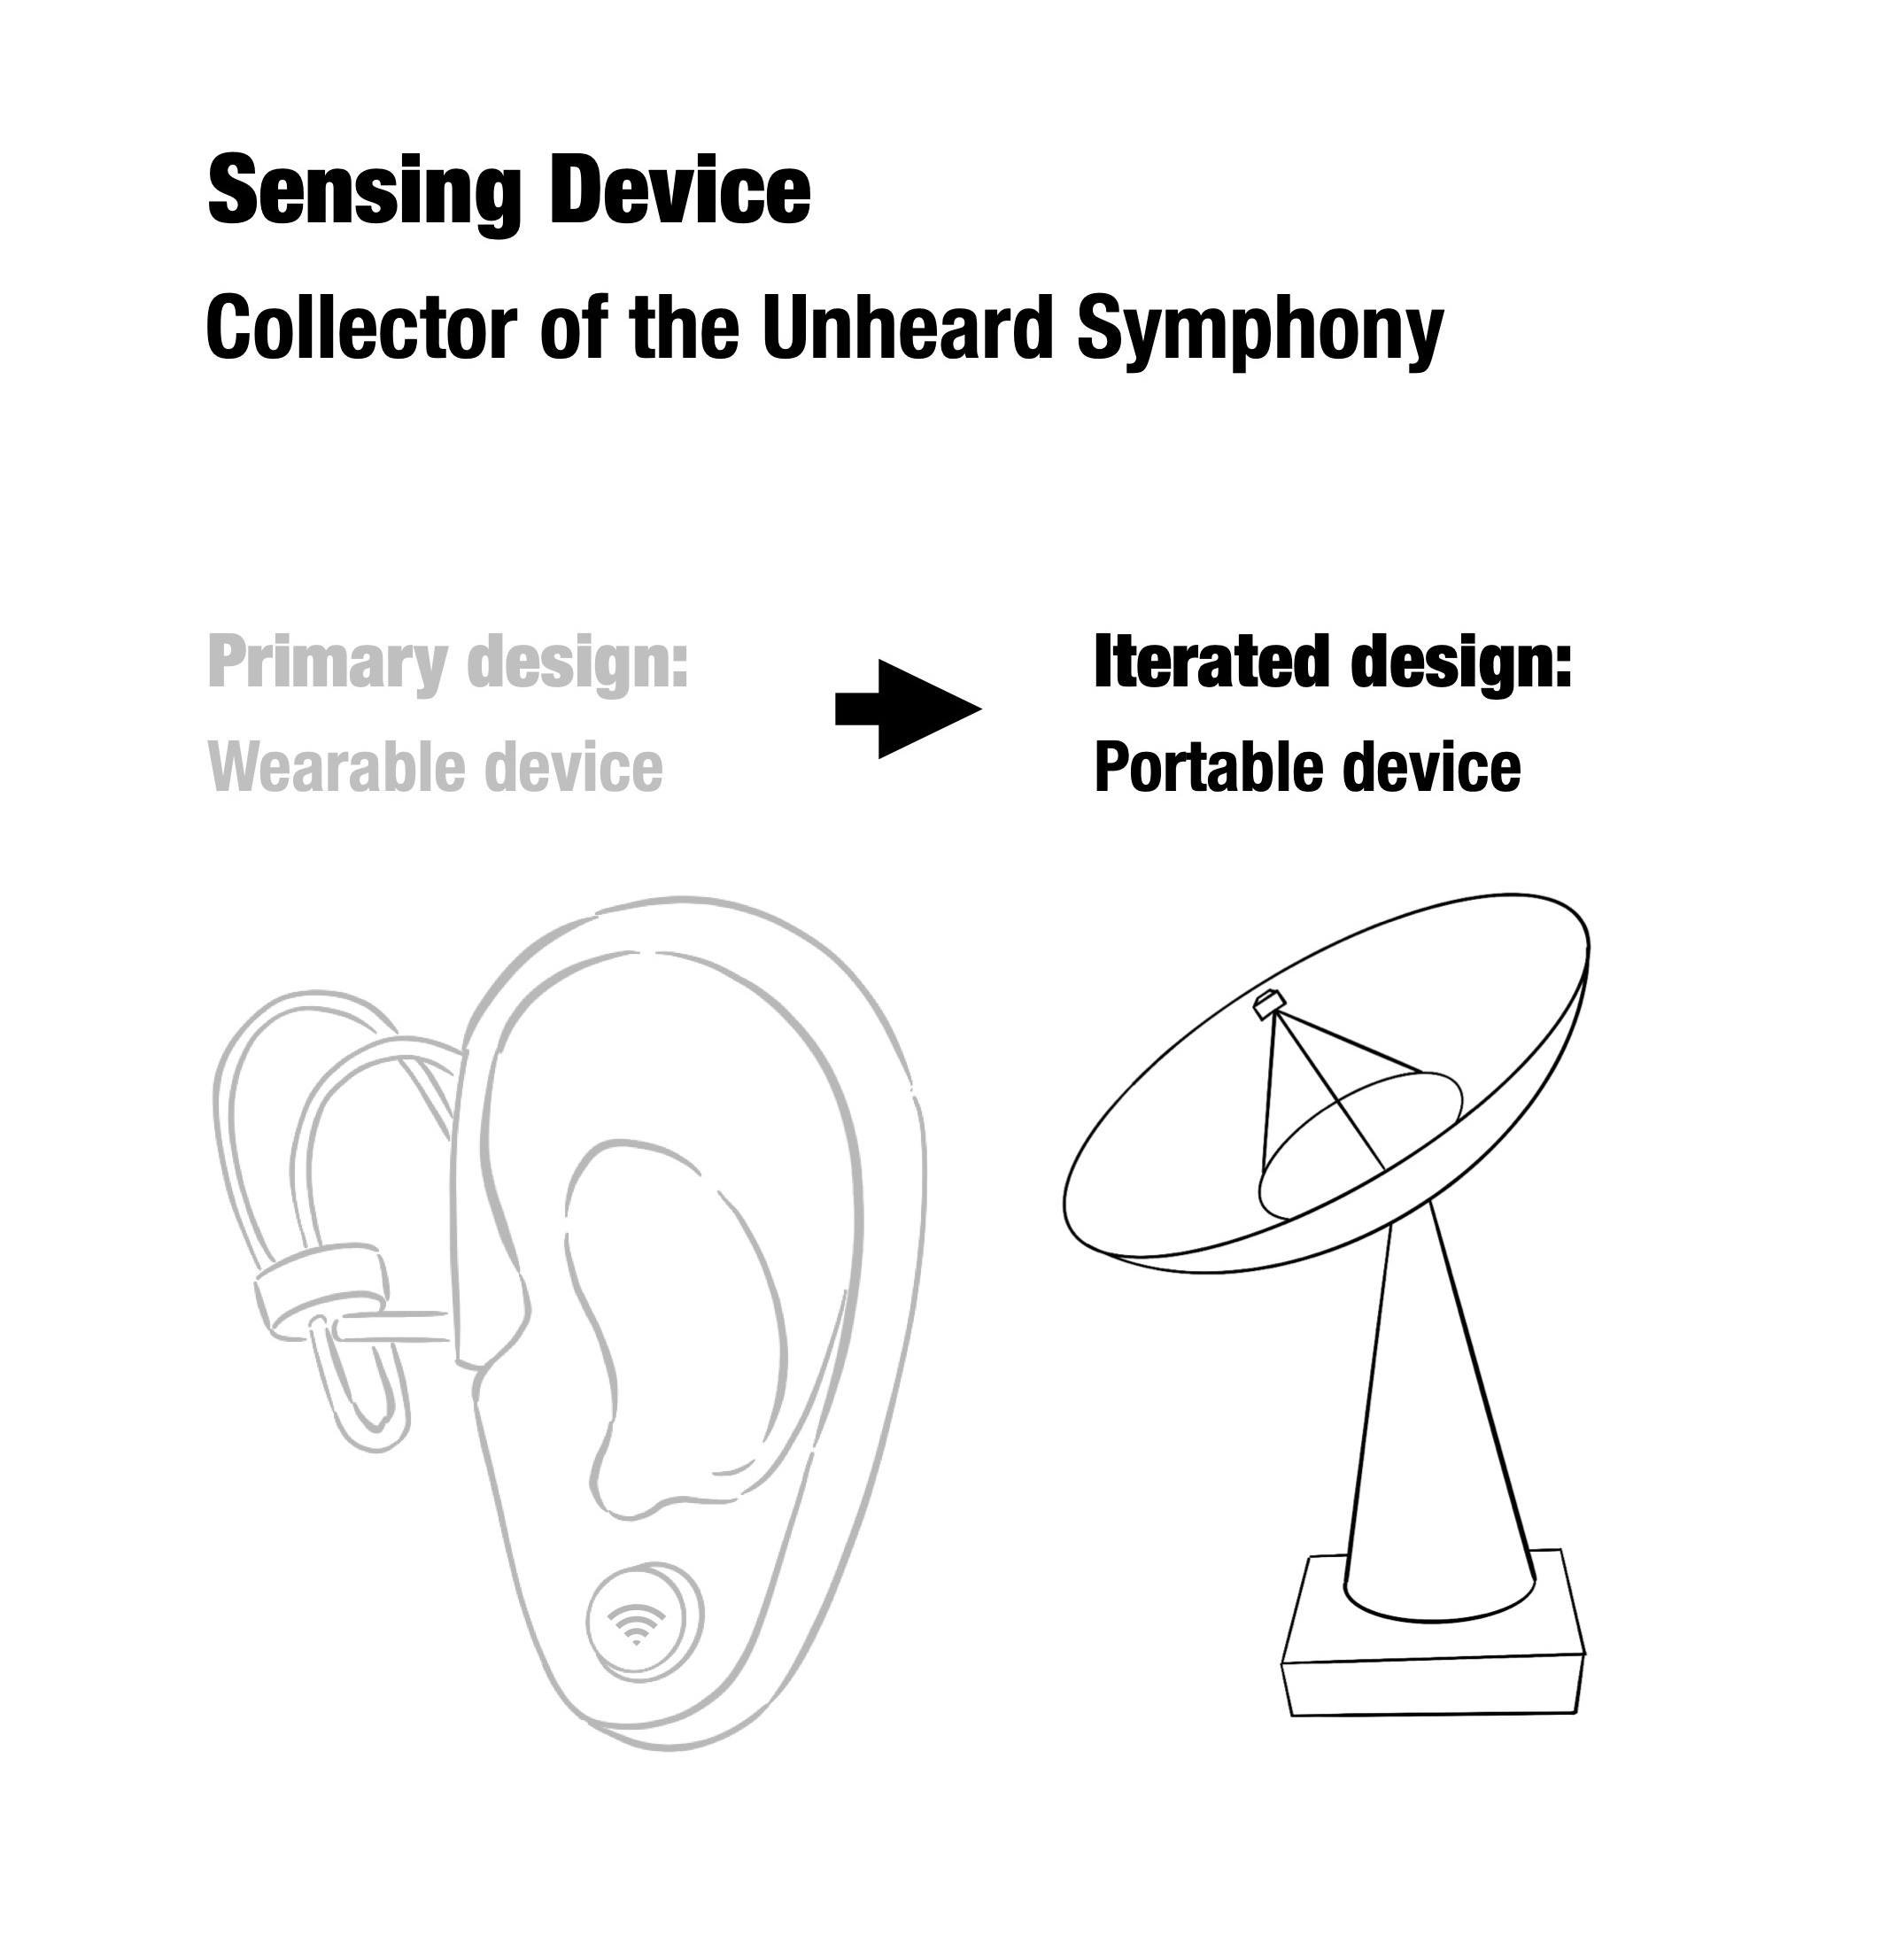 Sensing Device
Collector of the Unheard Symphony
Primary design:
Wearable device
Iterated design:
Portable device